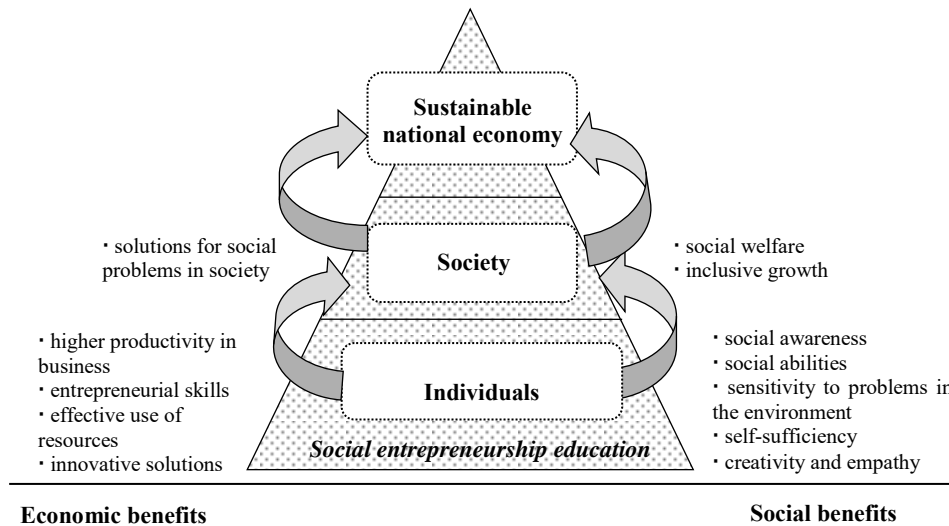 Sustainable
national economy
· solutions for social
problems in society
Society
· social welfare
· inclusive growth
· higher productivity in
business
· entrepreneurial skills
· effective use of
resources
· innovative solutions
Individuals
Social entrepreneurship education
· social awareness
· social abilities
· sensitivity to problems in
the environment
· self-sufficiency
· creativity and empathy
Economic benefits
Social benefits